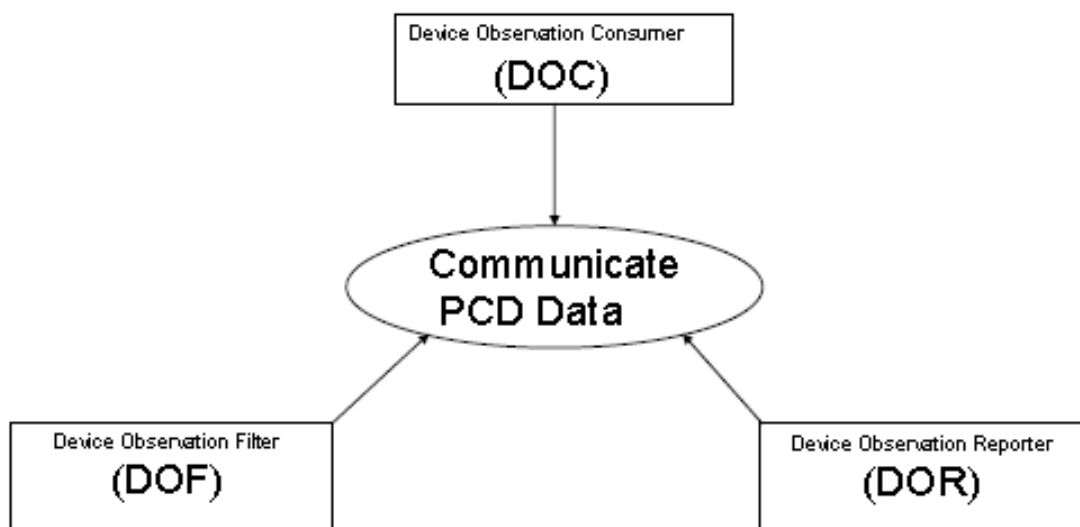 Device Observation Consumer
(DOC)
Communicate
PCD Data
Device Observation Filter
(DOF)
Device Observation Reporter
(DOR)